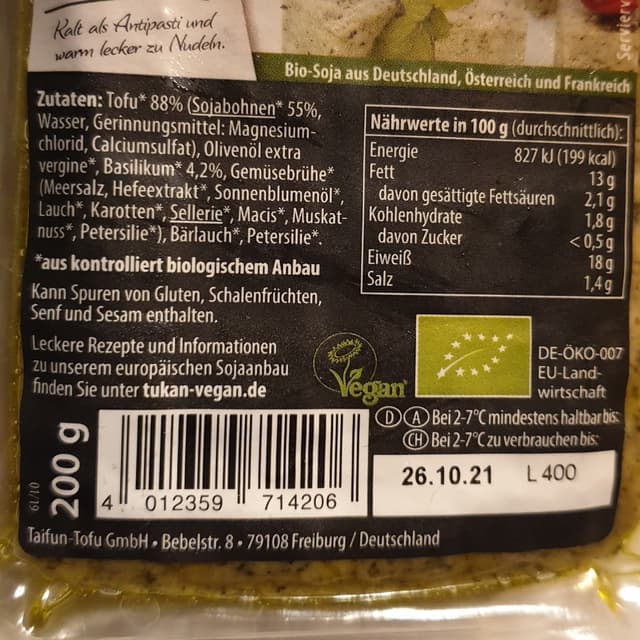 Kalt als Antipasti und
warm lecker zu Nudeln.
Bio-Soja aus Deutschland, Österreich und Frankreich
Zutaten: Tofu* 88% (Sojabohnen* 55%,
Wasser, Gerinnungsmittel: Magnesium-
chlorid, Calciumsulfat), Olivenöl extra
vergine*, Basilikum* 4,2%, Gemüsebrühe*
(Meersalz, Hefeextrakt*, Sonnenblumenöl*,
Lauch*, Karotten*, Sellerie*, Macis*, Muskat-
nuss*, Petersilie*), Bärlauch*, Petersilie*.
*aus kontrolliert biologischem Anbau
Kann Spuren von Gluten, Schalenfrüchten,
Senf und Sesam enthalten.
Leckere Rezepte und Informationen
zu unserem europäischen Sojaanbau
finden Sie unter tukan-vegan.de
Nährwerte in 100 g (durchschnittlich):
Energie 827 kJ (199 kcal)
Fett 13 g
davon gesättigte Fettsäuren 2,1 g
Kohlenhydrate 1,8 g
davon Zucker < 0,5 g
Eiweiß 18 g
Salz 1,4 g
Vegan
DE-ÖKO-007
EU-Land-
wirtschaft
D A Bei 2-7°C mindestens haltbar bis:
CH Bei 2-7°C zu verbrauchen bis:
26.10.21 L 400
01/19
200 g
4 012359 714206
Taifun-Tofu GmbH • Bebelstr. 8 • 79108 Freiburg / Deutschland